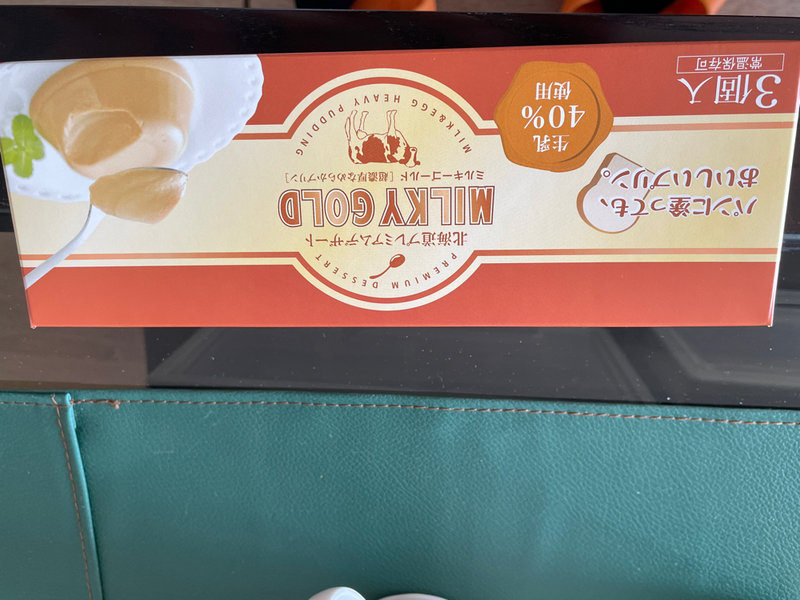 PREMIUM DESSERT
北海道プレミアムデザート
MILKY GOLD
ミルキーゴールド［超濃厚なめらかプリン］
MILK&EGG HEAVY PUDDING
パンに塗っても、
おいしいプリン。
生乳
40%
使用
3個入
常温保存可